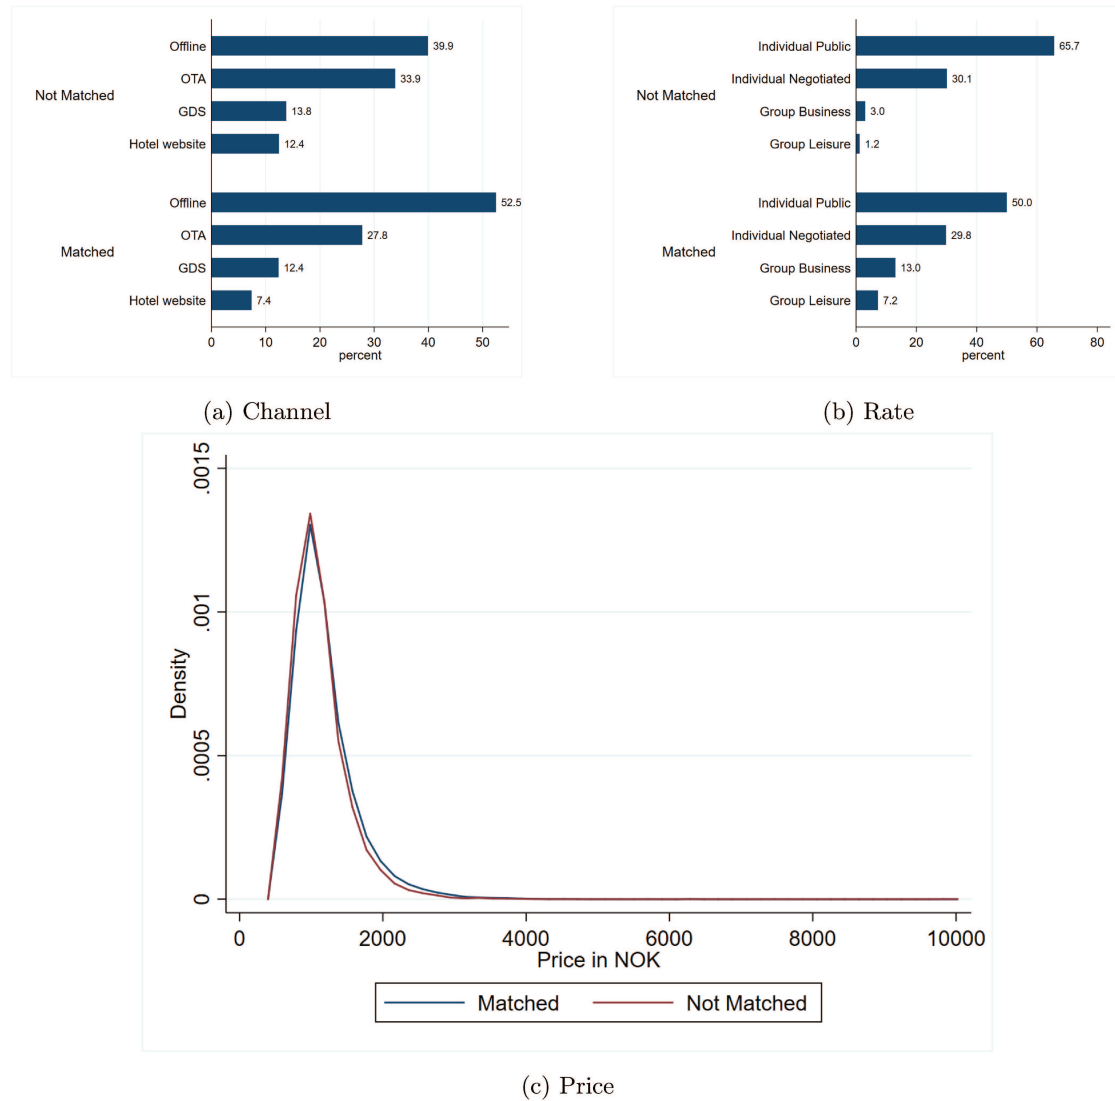 Offline 39.9
OTA 33.9
Not Matched
GDS 13.8
Hotel website 12.4
Offline 52.5
OTA 27.8
Matched
GDS 12.4
Hotel website 7.4
0 10 20 30 40 50
percent
(a) Channel
Individual Public 65.7
Individual Negotiated 30.1
Not Matched
Group Business 3.0
Group Leisure 1.2
Individual Public 50.0
Individual Negotiated 29.8
Matched
Group Business 13.0
Group Leisure 7.2
0 20 40 60 80
percent
(b) Rate
.0015
.001
.0005
0
Density
0 2000 4000 6000 8000 10000
Price in NOK
Matched Not Matched
(c) Price